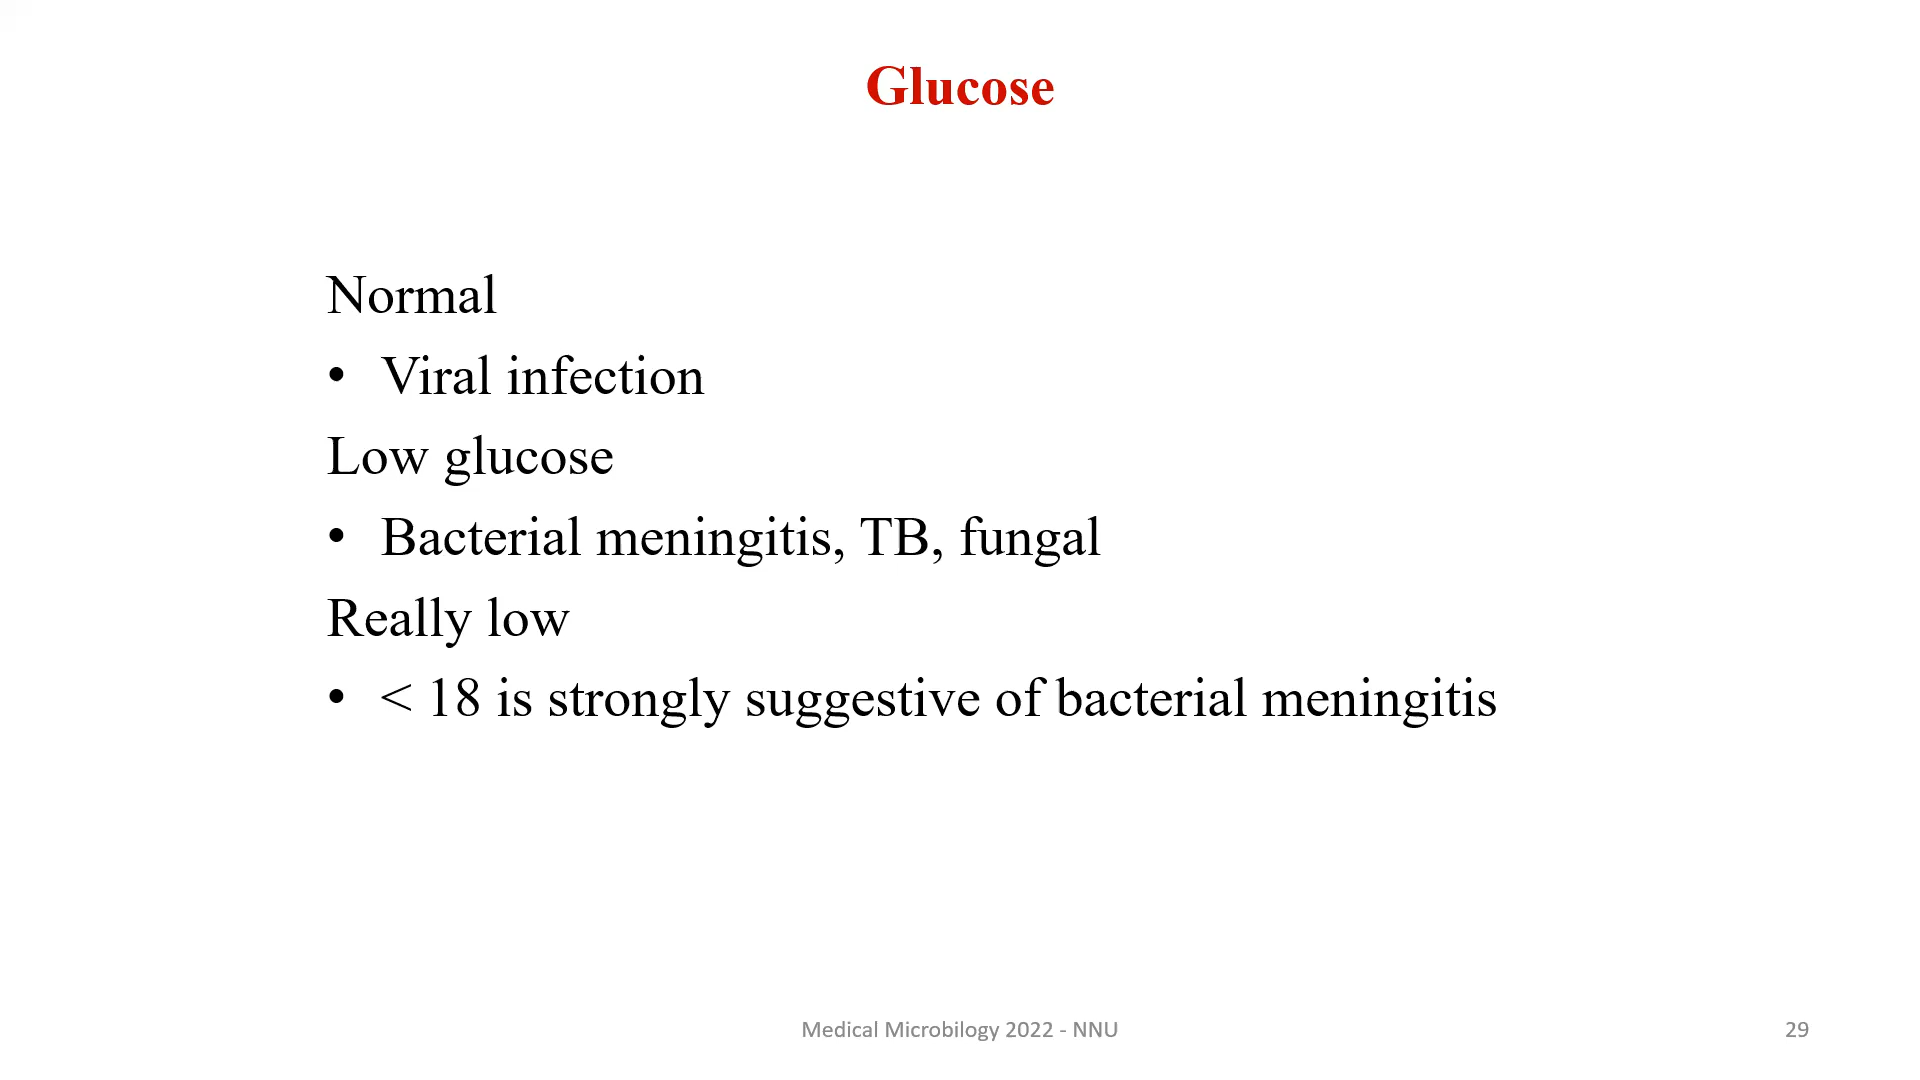 Glucose
Normal
• Viral infection
Low glucose
• Bacterial meningitis, TB, fungal
Really low
• < 18 is strongly suggestive of bacterial meningitis
Medical Microbilogy 2022 - NNU
29